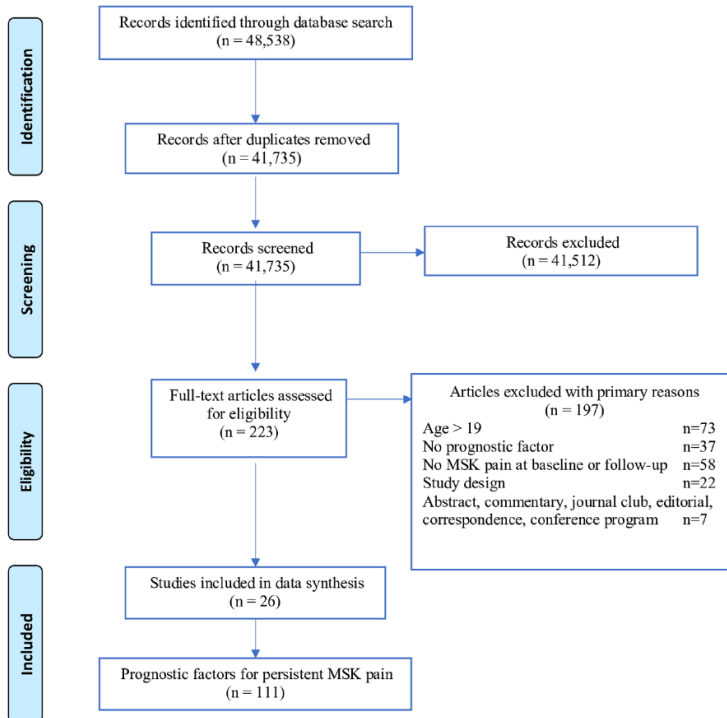 Identification
Records identified through database search
(n = 48,538)
Records after duplicates removed
(n = 41,735)
Screening
Records screened
(n = 41,735)
Records excluded
(n = 41,512)
Eligibility
Full-text articles assessed
for eligibility
(n = 223)
Articles excluded with primary reasons
(n = 197)
Age > 19 n=73
No prognostic factor n=37
No MSK pain at baseline or follow-up n=58
Study design n=22
Abstract, commentary, journal club, editorial,
correspondence, conference program n=7
Included
Studies included in data synthesis
(n = 26)
Prognostic factors for persistent MSK pain
(n = 111)